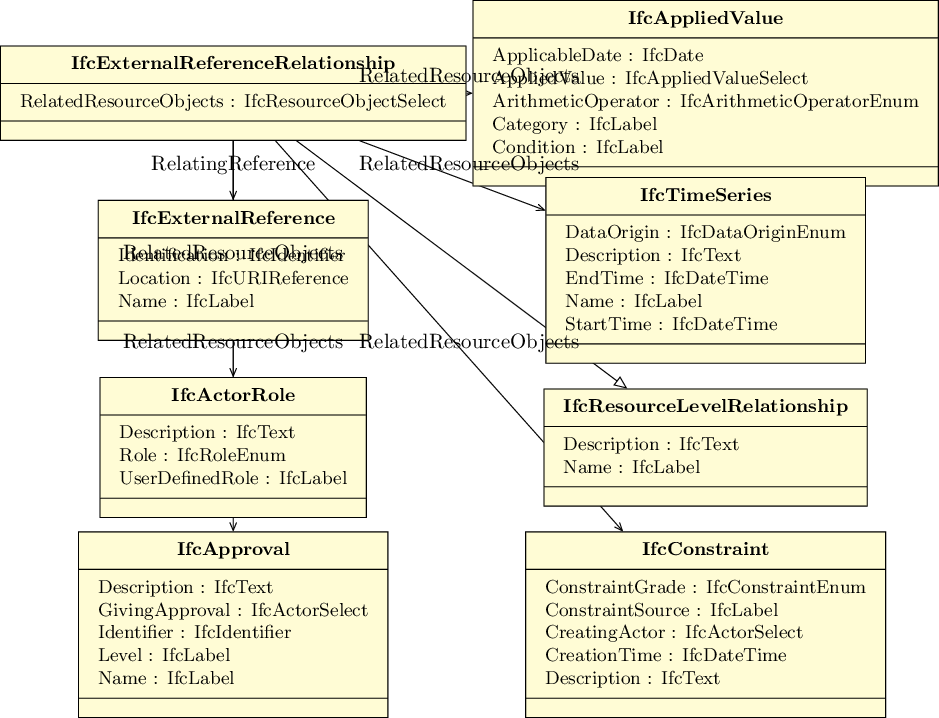 IfcAppliedValue
ApplicableDate : IfcDate
AppliedValue : IfcAppliedValueSelect
ArithmeticOperator : IfcArithmeticOperatorEnum
Category : IfcLabel
Condition : IfcLabel
IfcExternalReferenceRelationship
RelatedResourceObjects : IfcResourceObjectSelect
RelatedResourceObjects
RelatingReference
RelatedResourceObjects
IfcExternalReference
Identification : IfcIdentifier
RelatedResourceObjects
Location : IfcURIReference
Name : IfcLabel
IfcTimeSeries
DataOrigin : IfcDataOriginEnum
Description : IfcText
EndTime : IfcDateTime
Name : IfcLabel
StartTime : IfcDateTime
RelatedResourceObjects
RelatedResourceObjects
IfcActorRole
Description : IfcText
Role : IfcRoleEnum
UserDefinedRole : IfcLabel
IfcResourceLevelRelationship
Description : IfcText
Name : IfcLabel
IfcApproval
Description : IfcText
GivingApproval : IfcActorSelect
Identifier : IfcIdentifier
Level : IfcLabel
Name : IfcLabel
IfcConstraint
ConstraintGrade : IfcConstraintEnum
ConstraintSource : IfcLabel
CreatingActor : IfcActorSelect
CreationTime : IfcDateTime
Description : IfcText